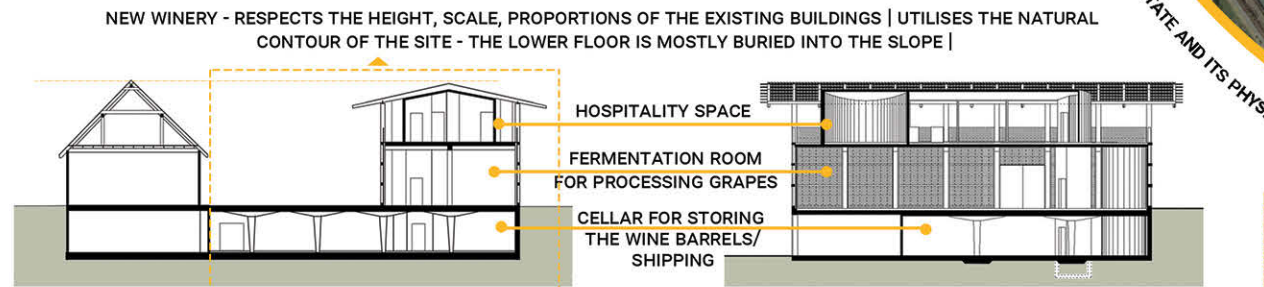 NEW WINERY - RESPECTS THE HEIGHT, SCALE, PROPORTIONS OF THE EXISTING BUILDINGS | UTILISES THE NATURAL
CONTOUR OF THE SITE - THE LOWER FLOOR IS MOSTLY BURIED INTO THE SLOPE |
HOSPITALITY SPACE
FERMENTATION ROOM
FOR PROCESSING GRAPES
CELLAR FOR STORING
THE WINE BARRELS/
SHIPPING
AND ITS